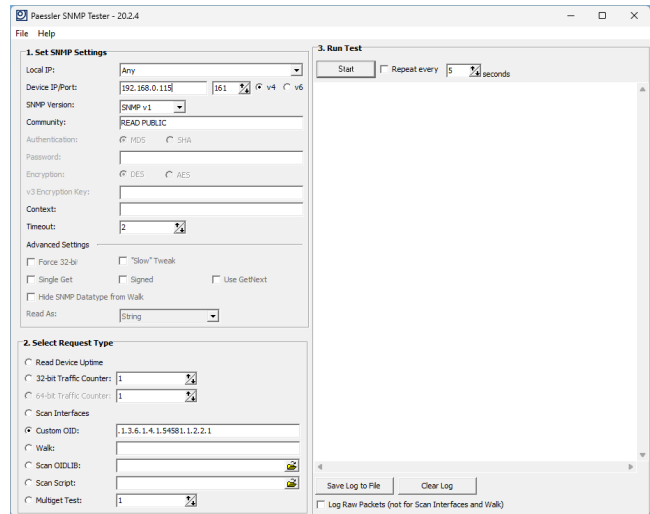 Paessler SNMP Tester - 20.2.4
File Help
1. Set SNMP Settings
Local IP: Any
Device IP/Port: 192.168.0.115 161 v4 v6
SNMP Version: SNMP v1
Community: READ PUBLIC
Authentication: MD5 SHA
Password:
Encryption: DES AES
v3 Encryption Key:
Context:
Timeout: 2
Advanced Settings
Force 32-bit "Slow" Tweak
Single Get Signed Use GetNext
Hide SNMP Datatype from Walk
Read As: String
2. Select Request Type
Read Device Uptime
32-bit Traffic Counter: 1
64-bit Traffic Counter: 1
Scan Interfaces
Custom OID: .1.3.6.1.4.1.54581.1.2.2.1
Walk:
Scan OIDLIB:
Scan Script:
Multiget Test: 1
3. Run Test
Start Repeat every 5 seconds
Save Log to File Clear Log
Log Raw Packets (not for Scan Interfaces and Walk)